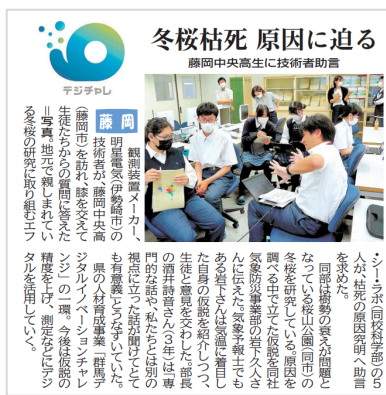 デジチャレ
冬桜枯死 原因に迫る
藤岡中央高生に技術者助言
藤岡
観測装置メーカー、
明星電気(伊勢崎市)の
技術者が、藤岡中央高
(藤岡市)を訪れ、膝を交えて
生徒たちからの質問に答えた
=写真。地元で親しまれてい
る冬桜の研究に取り組むエフ
・シー・ラボ(同校科学部)の5
人が、枯死の原因究明へ助言
を求めた。
同部は樹勢の衰えが問題と
なっている桜山公園(同市)の
冬桜を研究している。原因を
調べる中で立てた仮説を同社
気象防災事業部の岩下久人さ
んに伝えた。気象予報士でも
ある岩下さんは気温に着目し
た自身の仮説を紹介しつつ、
生徒と意見を交わした。部長
の酒井詩音さん(3年)は「専
門的な話や、私たちとは別の
視点に立った話が聞けてとて
も有意義」とうなずいていた。
県の人材育成事業「群馬デ
ジタルイノベーションチャレ
ンジ」の一環。今後は仮説の
精度を上げ、測定などにデジ
タルを活用していく。